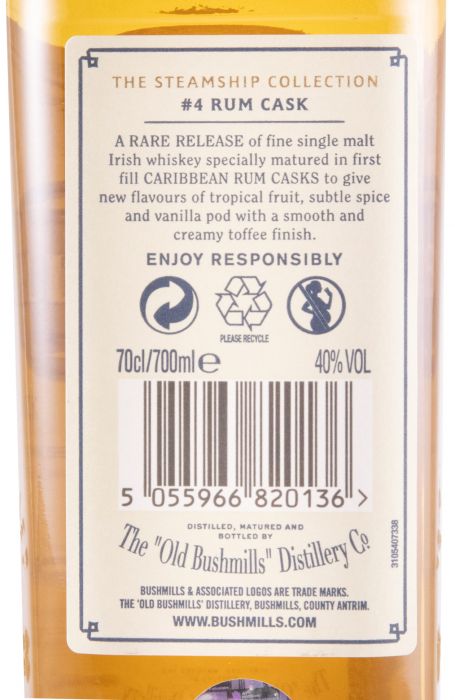 THE STEAMSHIP COLLECTION
#4 RUM CASK
A RARE RELEASE of fine single malt
Irish whiskey specially matured in first
fill CARIBBEAN RUM CASKS to give
new flavours of tropical fruit, subtle spice
and vanilla pod with a smooth and
creamy toffee finish.
ENJOY RESPONSIBLY
PLEASE RECYCLE
70cl/700ml e 40% VOL
5 055966 820136 >
DISTILLED, MATURED AND
BOTTLED BY
The "Old Bushmills" Distillery Co
3105407338
BUSHMILLS & ASSOCIATED LOGOS ARE TRADE MARKS.
THE 'OLD BUSHMILLS' DISTILLERY, BUSHMILLS, COUNTY ANTRIM.
WWW.BUSHMILLS.COM